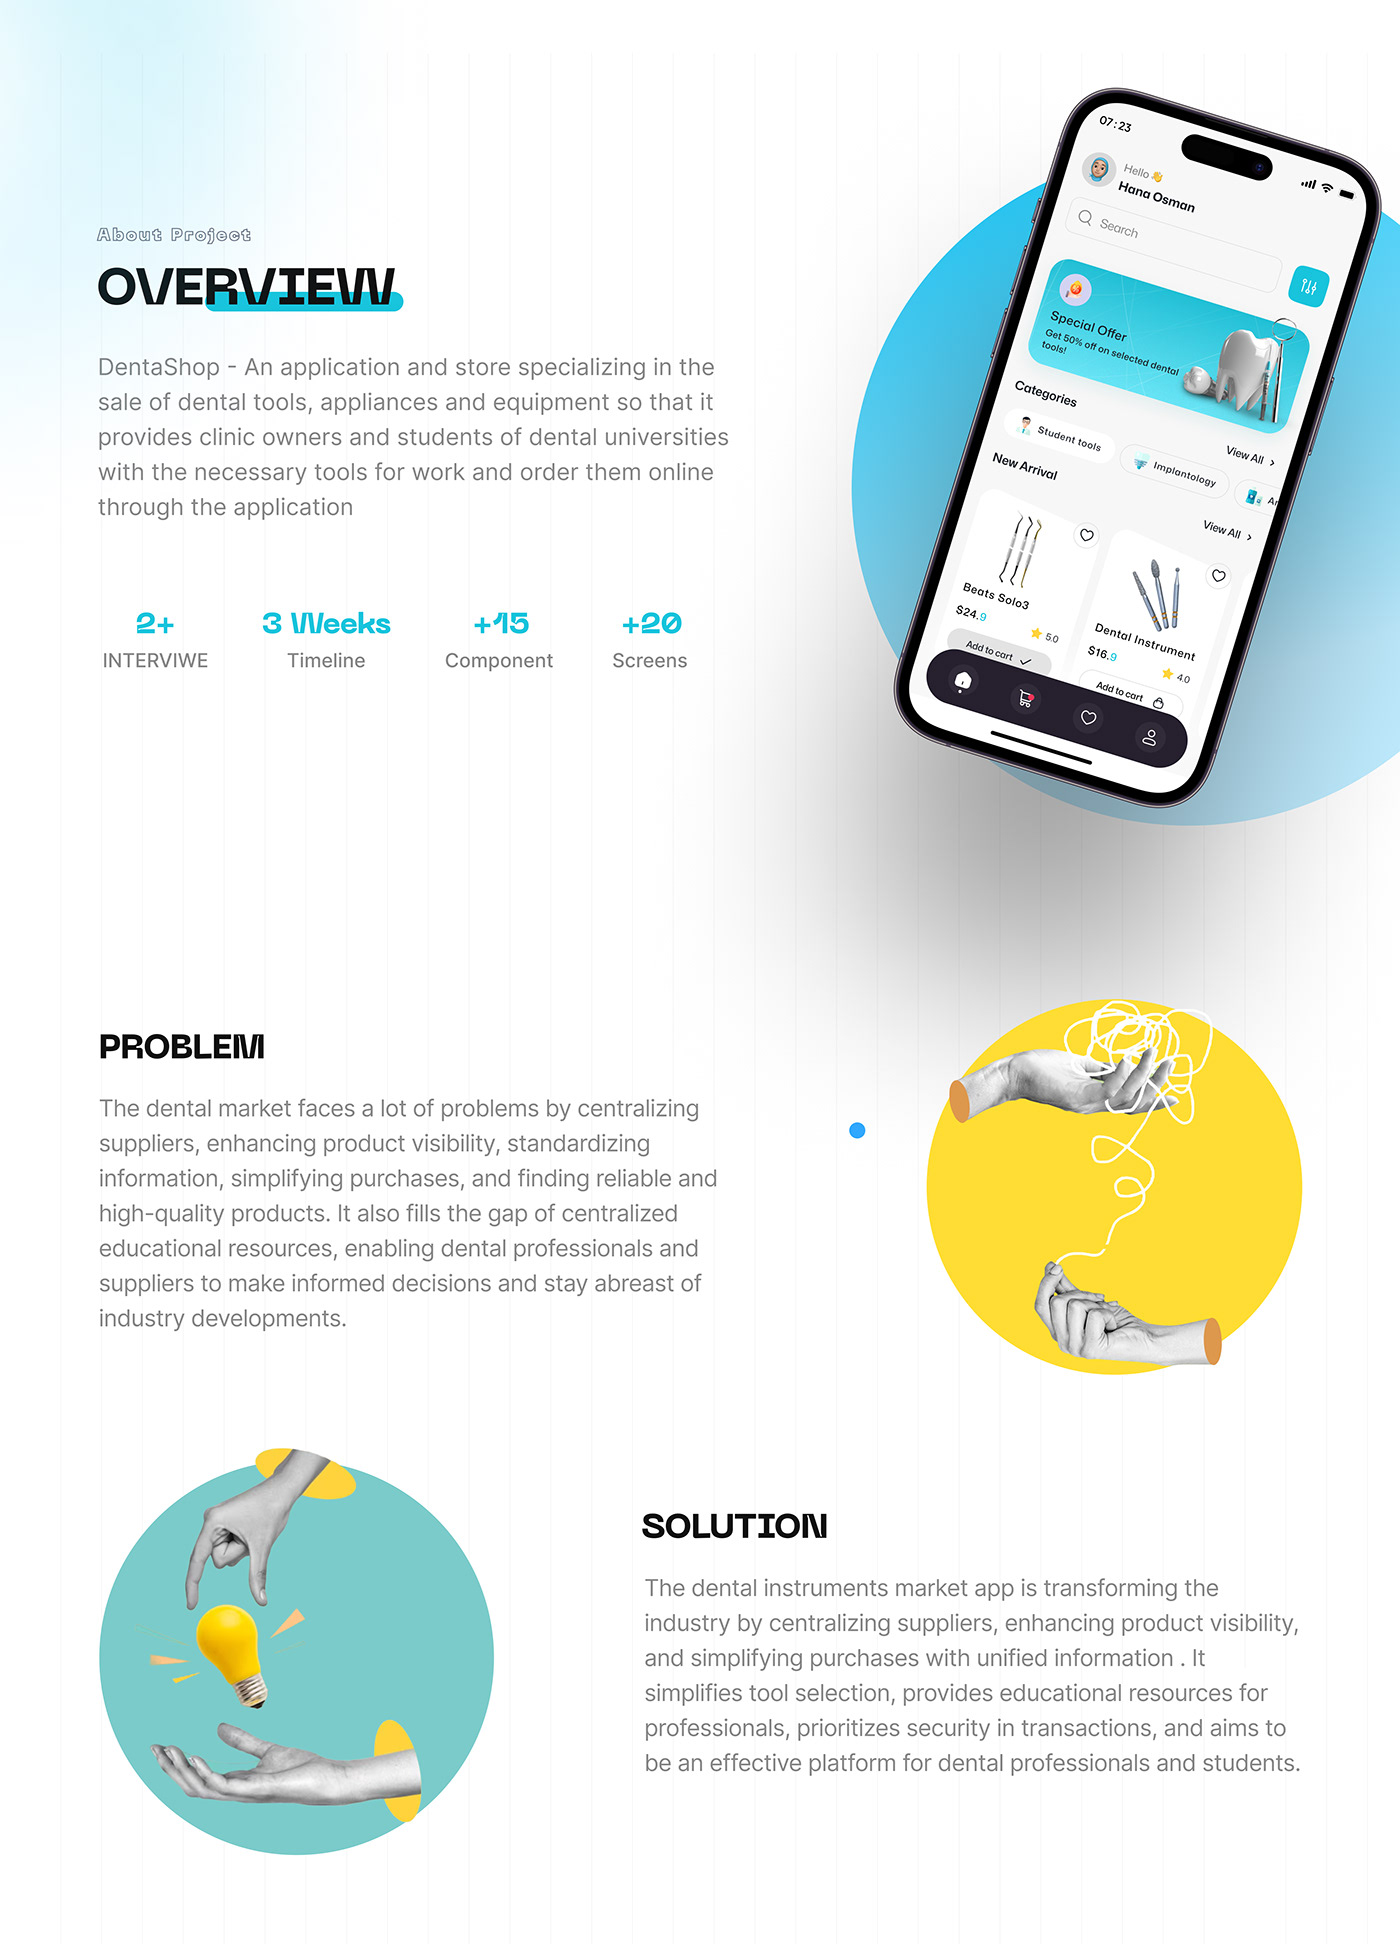 About Project
OVERVIEW
DentaShop - An application and store specializing in the
sale of dental tools, appliances and equipment so that it
provides clinic owners and students of dental universities
with the necessary tools for work and order them online
through the application
2+
INTERVIWE
3 Weeks
Timeline
+15
Component
+20
Screens
07:23
Hello 👋
Hana Osman
Search
Special Offer
Get 50% off on selected dental
tools!
Categories
View All >
Student tools
Implantology
New Arrival
View All >
Beats Solo3
$24.9
5.0
Add to cart
Dental Instrument
$16.9
4.0
Add to cart
PROBLEM
The dental market faces a lot of problems by centralizing
suppliers, enhancing product visibility, standardizing
information, simplifying purchases, and finding reliable and
high-quality products. It also fills the gap of centralized
educational resources, enabling dental professionals and
suppliers to make informed decisions and stay abreast of
industry developments.
SOLUTION
The dental instruments market app is transforming the
industry by centralizing suppliers, enhancing product visibility,
and simplifying purchases with unified information . It
simplifies tool selection, provides educational resources for
professionals, prioritizes security in transactions, and aims to
be an effective platform for dental professionals and students.